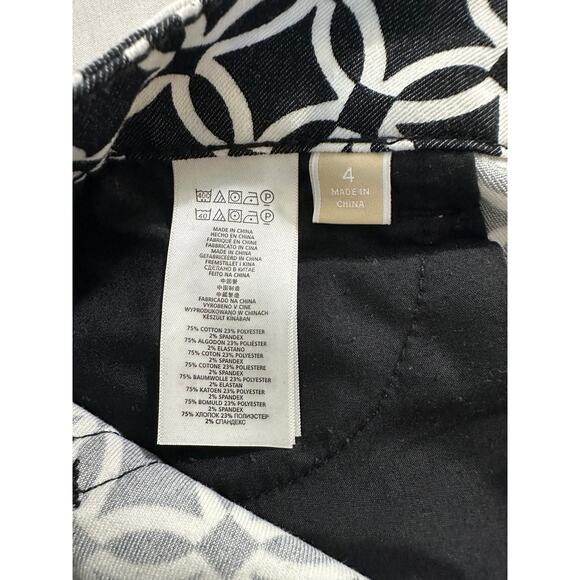 4
MADE IN
CHINA
40
MADE IN CHINA
HECHO EN CHINA
FABRIQUÉ EN CHINE
FABBRICATO IN CINA
MADE IN CHINA
GEFABRICEERD IN CHINA
FREMSTILLET I KINA
СДЕЛАНО В КИТАЕ
FEITO NA CHINA
中国製
中国制造
中國製造
FABRICADO NA CHINA
VYROBENO V CINE
WYPRODUKOWANO W CHINACH
KÉSZÜLT KÍNÁBAN
75% COTTON 23% POLYESTER
2% SPANDEX
75% ALGODÓN 23% POLIÉSTER
2% ELASTANO
75% COTON 23% POLYESTER
2% SPANDEX
75% COTONE 23% POLIESTERE
2% SPANDEX
75% BAUMWOLLE 23% POLYESTER
2% ELASTAN
75% KATOEN 23% POLYESTER
2% SPANDEX
75% BOMULD 23% POLYESTER
2% SPANDEX
75% ХЛОПОК 23% ПОЛИЭСТЕР
2% СПАНДЕКС